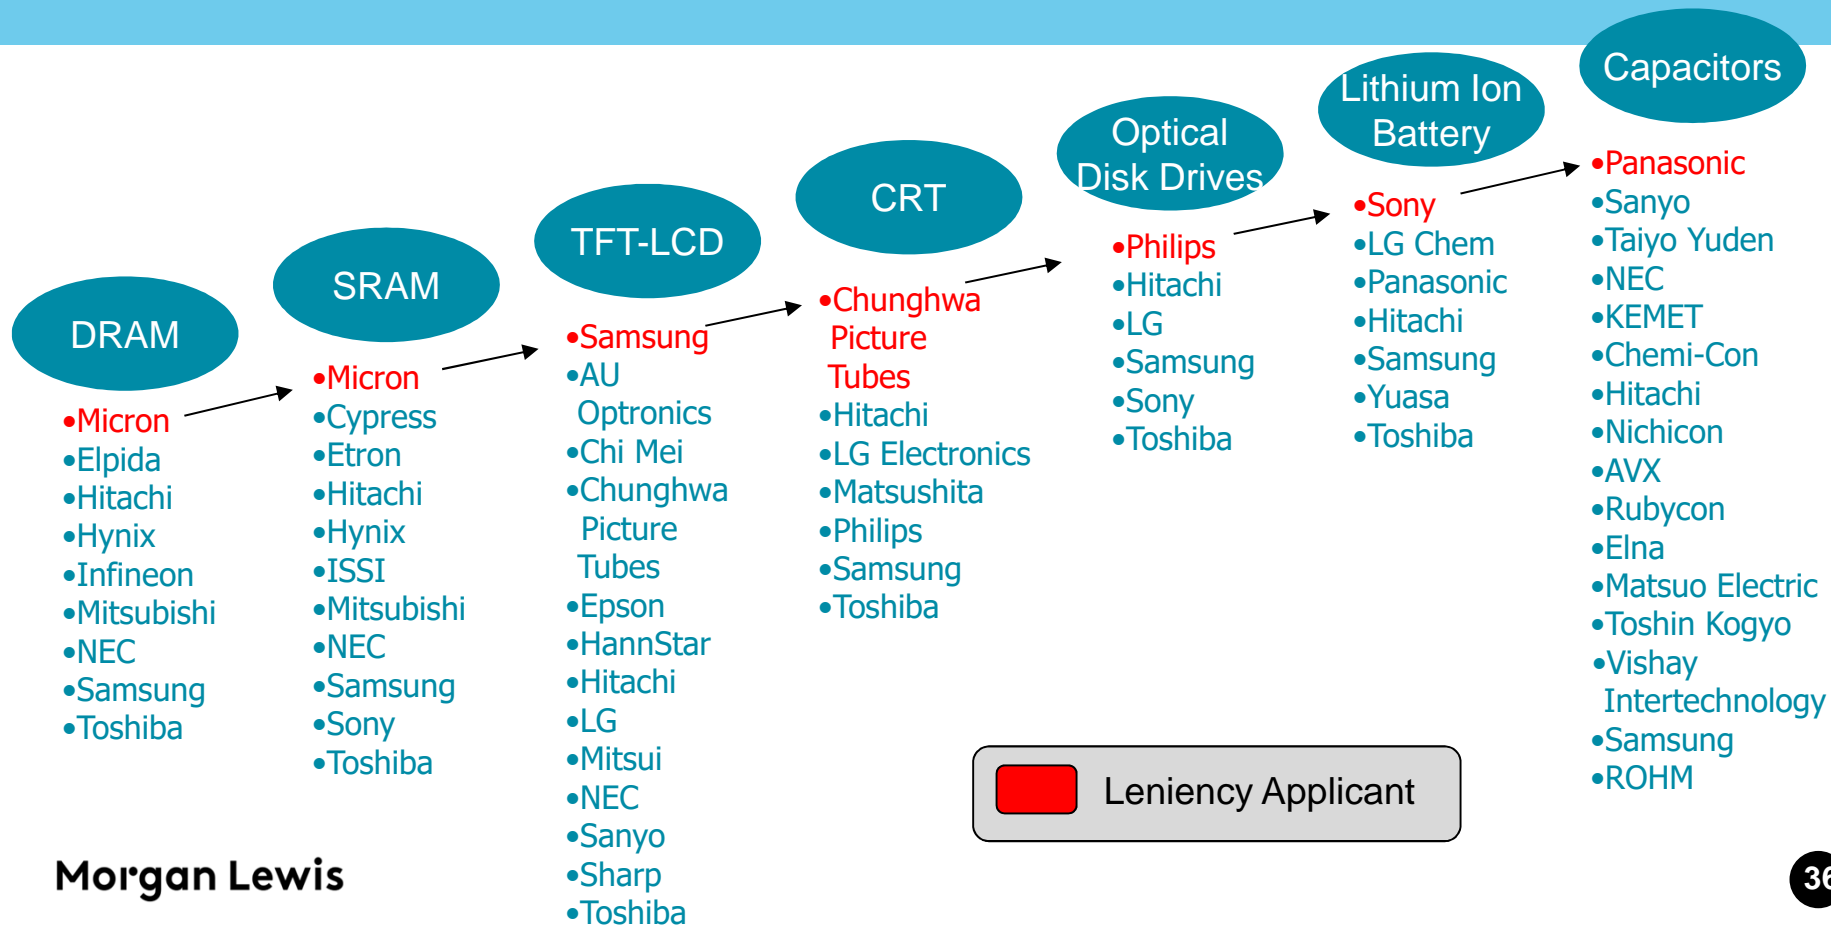 DRAM
•Micron
•Elpida
•Hitachi
•Hynix
•Infineon
•Mitsubishi
•NEC
•Samsung
•Toshiba
SRAM
•Micron
•Cypress
•Etron
•Hitachi
•Hynix
•ISSI
•Mitsubishi
•NEC
•Samsung
•Sony
•Toshiba
TFT-LCD
•Samsung
•AU
Optronics
•Chi Mei
•Chunghwa
Picture
Tubes
•Epson
•HannStar
•Hitachi
•LG
•Mitsui
•NEC
•Sanyo
•Sharp
•Toshiba
CRT
•Chunghwa
Picture
Tubes
•Hitachi
•LG Electronics
•Matsushita
•Philips
•Samsung
•Toshiba
Optical
Disk Drives
•Philips
•Hitachi
•LG
•Samsung
•Sony
•Toshiba
Lithium Ion
Battery
•Sony
•LG Chem
•Panasonic
•Hitachi
•Samsung
•Yuasa
•Toshiba
Capacitors
•Panasonic
•Sanyo
•Taiyo Yuden
•NEC
•KEMET
•Chemi-Con
•Hitachi
•Nichicon
•AVX
•Rubycon
•Elna
•Matsuo Electric
•Toshin Kogyo
•Vishay
Intertechnology
•Samsung
•ROHM
Leniency Applicant
Morgan Lewis
36